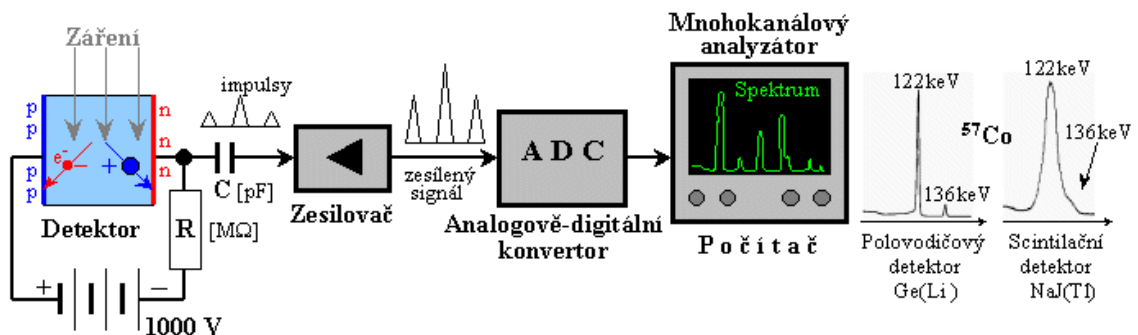 Záření
p
p
p
p
n
n
n
n
e-
−
+
Detektor
+
−
1000 V
R
[MΩ]
impulsy
C [pF]
Zesilovač
zesílený
signál
A D C
Analogově-digitální
konvertor
Mnohokanálový
analyzátor
Spektrum
Počítač
122keV
136keV
Polovodičový
detektor
Ge(Li)
57Co
122keV
136keV
Scintilační
detektor
NaJ(Tl)